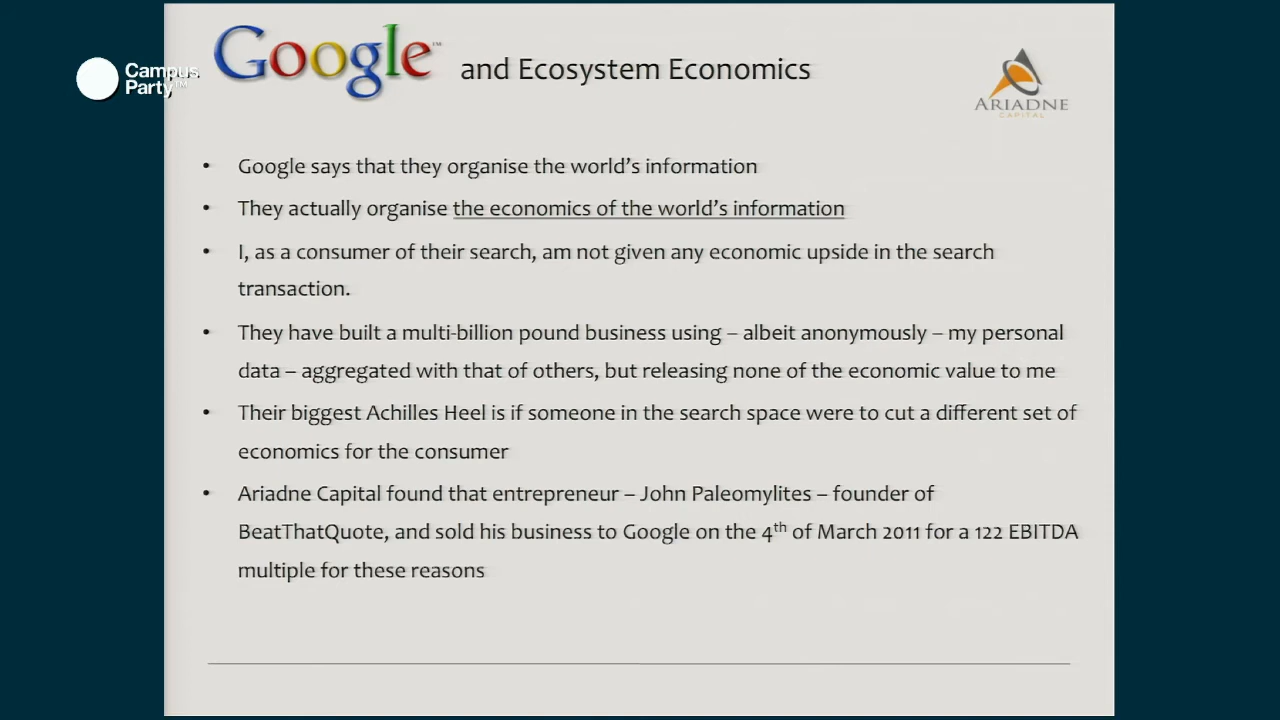 Google™ and Ecosystem Economics
Campus
Party™
ARIADNE
CAPITAL
• Google says that they organise the world's information
• They actually organise the economics of the world's information
• I, as a consumer of their search, am not given any economic upside in the search
transaction.
• They have built a multi-billion pound business using – albeit anonymously – my personal
data – aggregated with that of others, but releasing none of the economic value to me
• Their biggest Achilles Heel is if someone in the search space were to cut a different set of
economics for the consumer
• Ariadne Capital found that entrepreneur – John Paleomylites – founder of
BeatThatQuote, and sold his business to Google on the 4th of March 2011 for a 122 EBITDA
multiple for these reasons